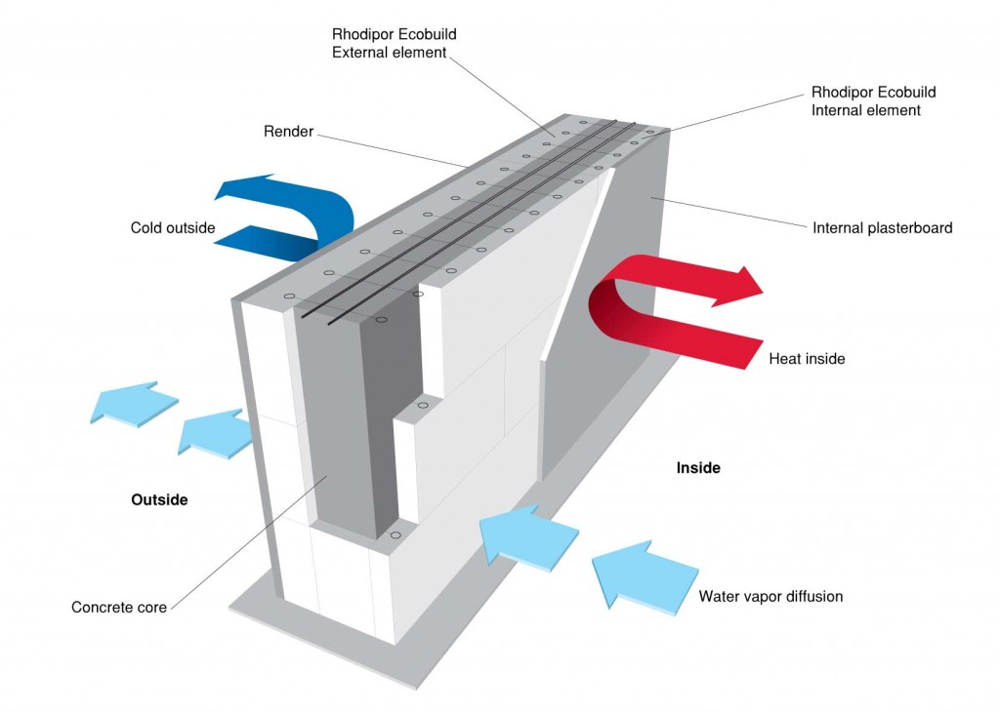 Rhodipor Ecobuild
External element
Rhodipor Ecobuild
Internal element
Render
Cold outside
Internal plasterboard
Heat inside
Inside
Outside
Water vapor diffusion
Concrete core